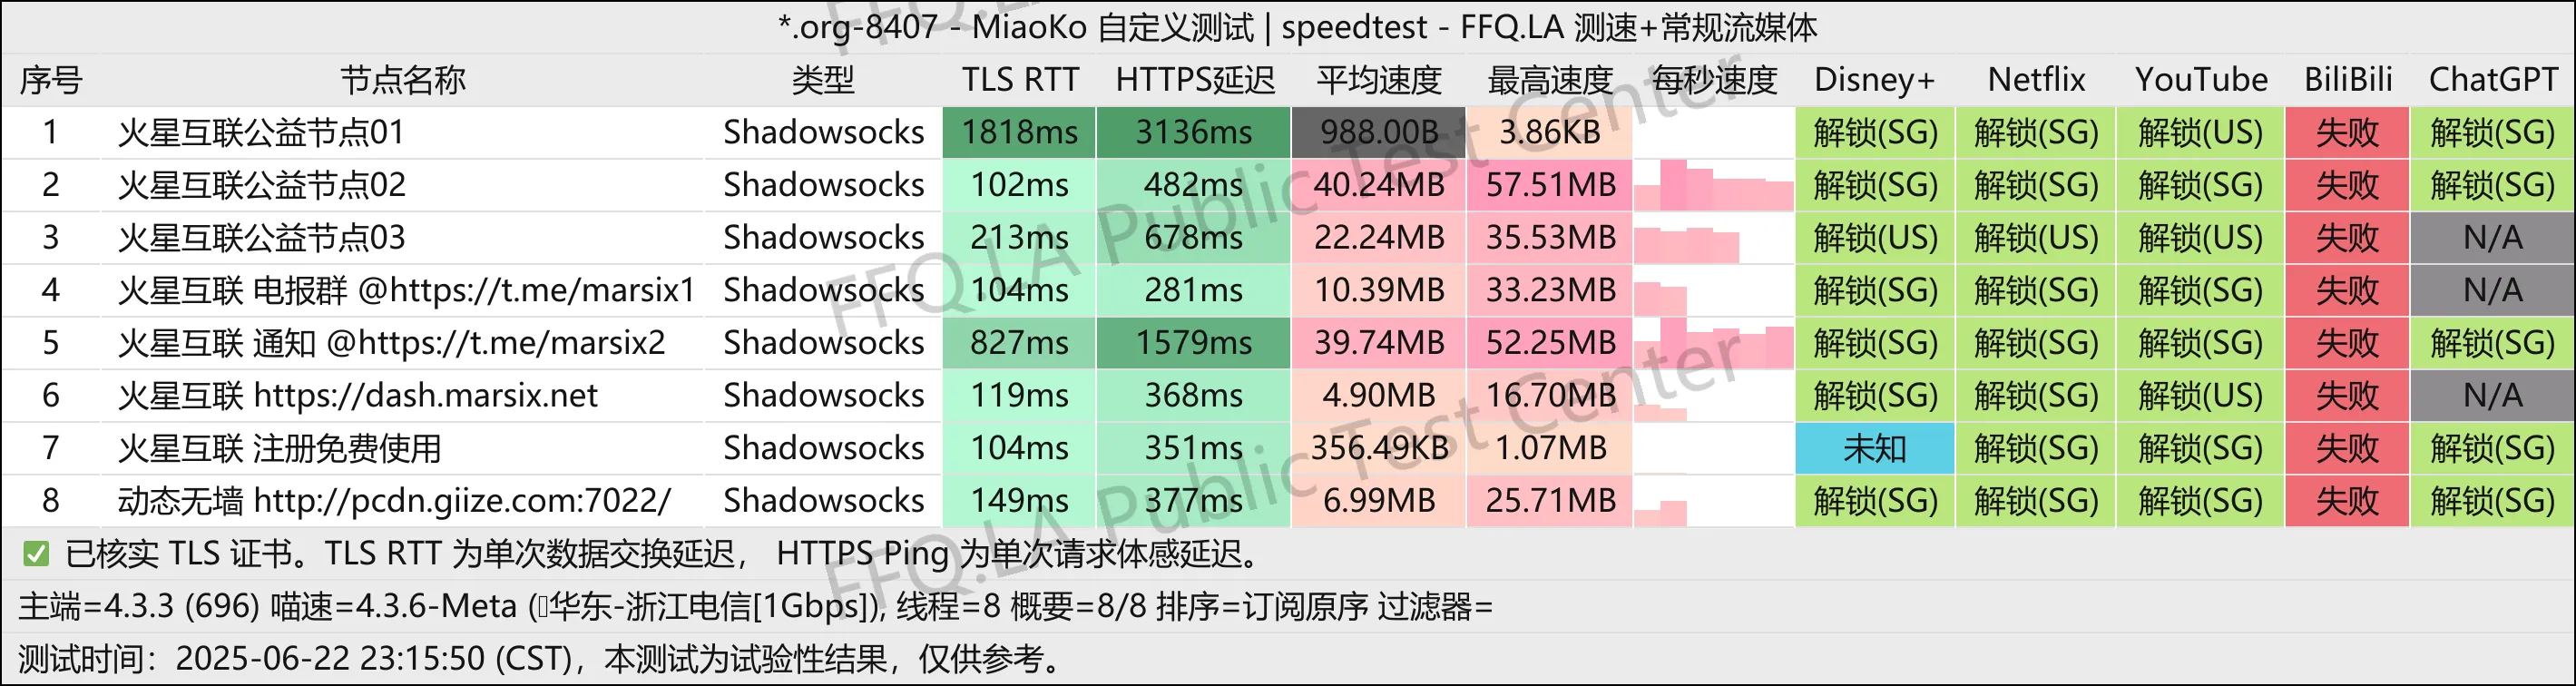 *.org-8407 - MiaoKo 自定义测试 | speedtest - FFQ.LA 测速+常规流媒体
序号 节点名称 类型 TLS RTT HTTPS延迟 平均速度 最高速度 每秒速度 Disney+ Netflix YouTube BiliBili ChatGPT
1 火星互联公益节点01 Shadowsocks 1818ms 3136ms 988.00B 3.86KB 解锁(SG) 解锁(SG) 解锁(US) 失败 解锁(SG)
2 火星互联公益节点02 Shadowsocks 102ms 482ms 40.24MB 57.51MB 解锁(SG) 解锁(SG) 解锁(SG) 失败 解锁(SG)
3 火星互联公益节点03 Shadowsocks 213ms 678ms 22.24MB 35.53MB 解锁(US) 解锁(US) 解锁(US) 失败 N/A
4 火星互联 电报群 @https://t.me/marsix1 Shadowsocks 104ms 281ms 10.39MB 33.23MB 解锁(SG) 解锁(SG) 解锁(SG) 失败 N/A
5 火星互联 通知 @https://t.me/marsix2 Shadowsocks 827ms 1579ms 39.74MB 52.25MB 解锁(SG) 解锁(SG) 解锁(SG) 失败 解锁(SG)
6 火星互联 https://dash.marsix.net Shadowsocks 119ms 368ms 4.90MB 16.70MB 解锁(SG) 解锁(SG) 解锁(US) 失败 N/A
7 火星互联 注册免费使用 Shadowsocks 104ms 351ms 356.49KB 1.07MB 未知 解锁(SG) 解锁(SG) 失败 解锁(SG)
8 动态无墙 http://pcdn.giize.com:7022/ Shadowsocks 149ms 377ms 6.99MB 25.71MB 解锁(SG) 解锁(SG) 解锁(SG) 失败 解锁(SG)
✅ 已核实 TLS 证书。TLS RTT 为单次数据交换延迟， HTTPS Ping 为单次请求体感延迟。
主端=4.3.3 (696) 喵速=4.3.6-Meta (华东-浙江电信[1Gbps]), 线程=8 概要=8/8 排序=订阅原序 过滤器=
测试时间：2025-06-22 23:15:50 (CST)，本测试为试验性结果，仅供参考。
FFQ.LA Public Test Center
FFQ.LA Public Test Center